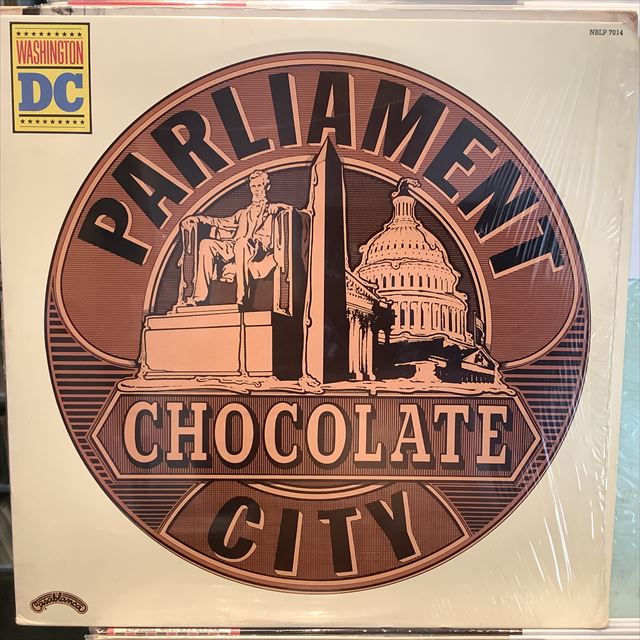 WASHINGTON
DC
NBLP 7014
PARLIAMENT
CHOCOLATE
CITY
Casablanca